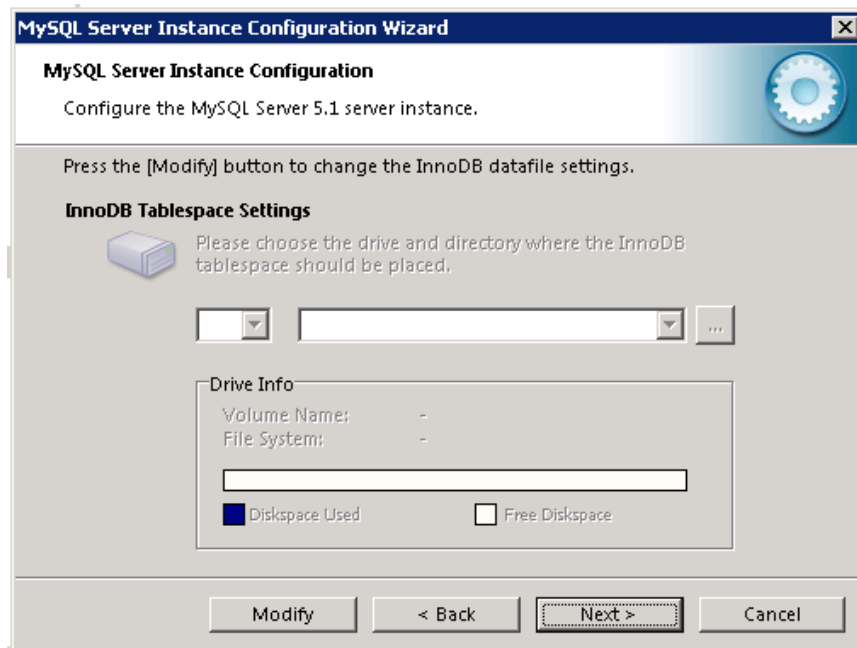 MySQL Server Instance Configuration Wizard
MySQL Server Instance Configuration
Configure the MySQL Server 5.1 server instance.
Press the [Modify] button to change the InnoDB datafile settings.
InnoDB Tablespace Settings
Please choose the drive and directory where the InnoDB
tablespace should be placed.
...
Drive Info
Volume Name: -
File System: -
Diskspace Used Free Diskspace
Modify < Back Next > Cancel